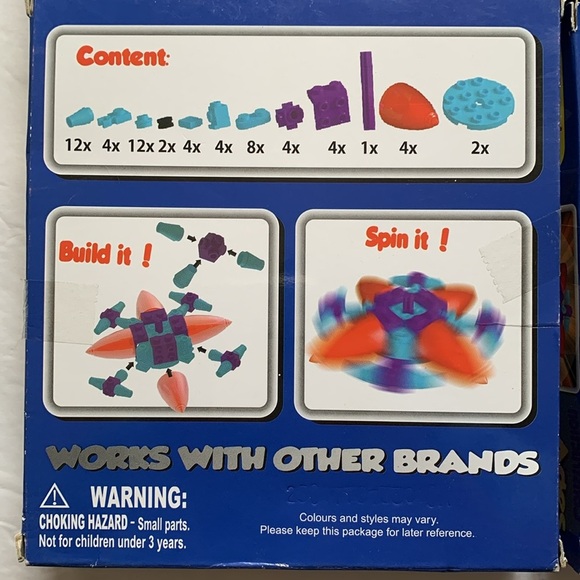 Content:
12x 4x 12x 2x 4x 4x 8x 4x 4x 1x 4x 2x
Build it !
Spin it !
WORKS WITH OTHER BRANDS
WARNING:
CHOKING HAZARD - Small parts.
Not for children under 3 years.
Colours and styles may vary.
Please keep this package for later reference.